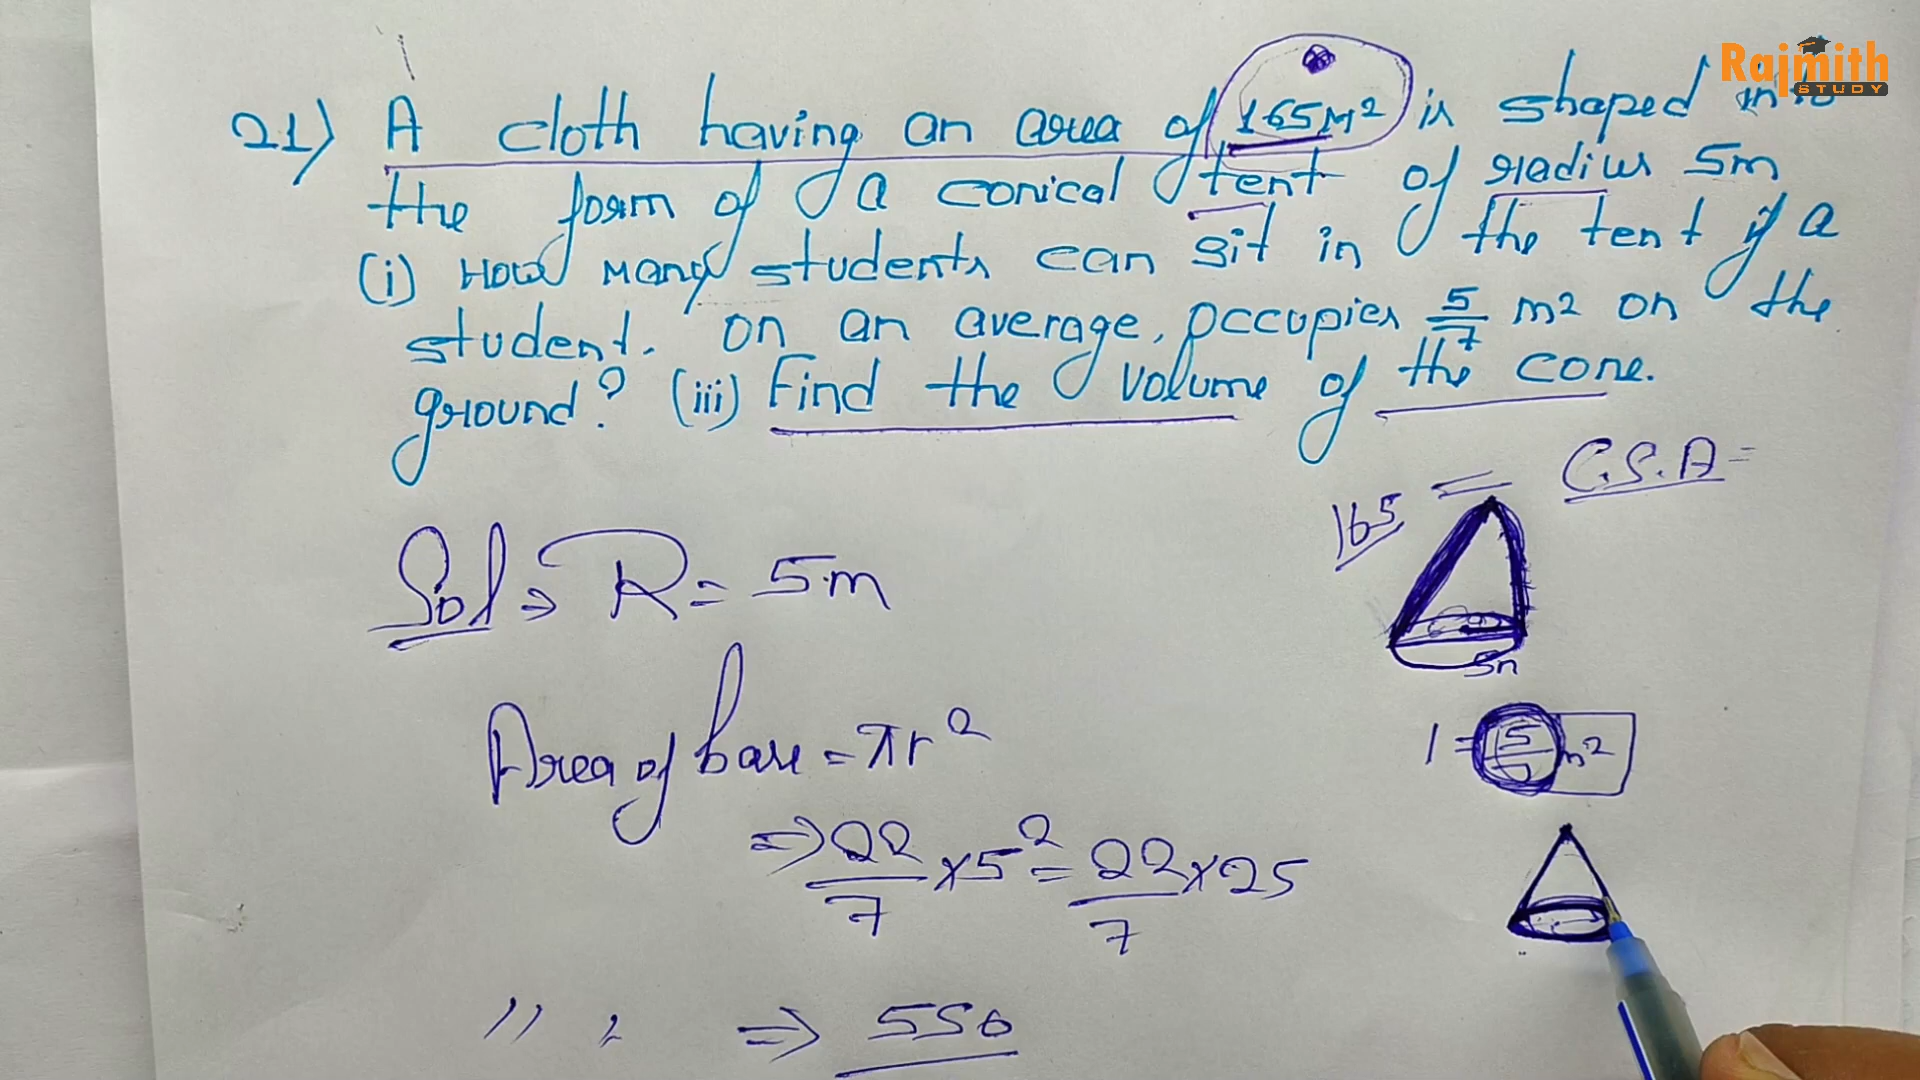 Rajmith
STUDY
21) A cloth having an area of 165M² is shaped into
the form of a conical tent of radius 5m
(i) How many students can sit in the tent if a
student. on an average, occupies 5/7 m2 on the
ground? (iii) Find the volume of the cone.
C.S.A =
165
5m
Sol => R = 5m
Area of base = πr²
1 = 5/7 m²
=> 22/7 × 5² = 22/7 × 25
=> 550